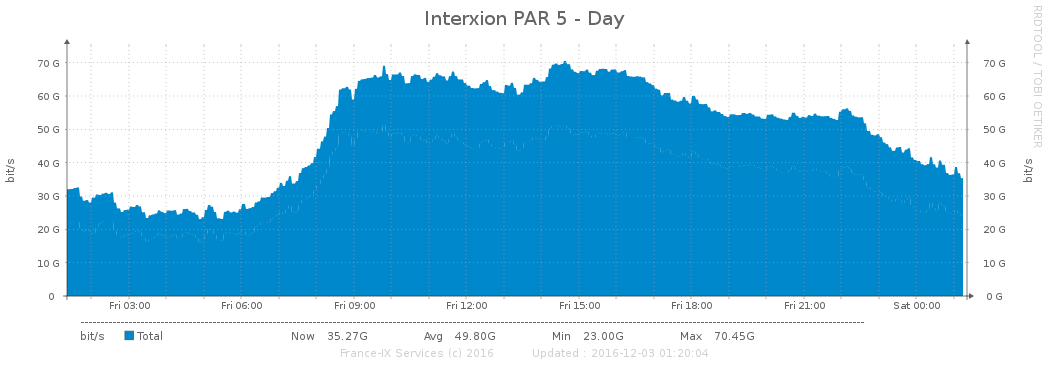 Interxion PAR 5 - Day
RRDTOOL / TOBI OETIKER
bit/s
70 G 70 G
60 G 60 G
50 G 50 G
40 G 40 G
30 G 30 G
20 G 20 G
10 G 10 G
0 0 G
bit/s
Fri 03:00 Fri 06:00 Fri 09:00 Fri 12:00 Fri 15:00 Fri 18:00 Fri 21:00 Sat 00:00
bit/s Total Now 35.27G Avg 49.80G Min 23.00G Max 70.45G
France-IX Services (c) 2016 Updated : 2016-12-03 01:20:04